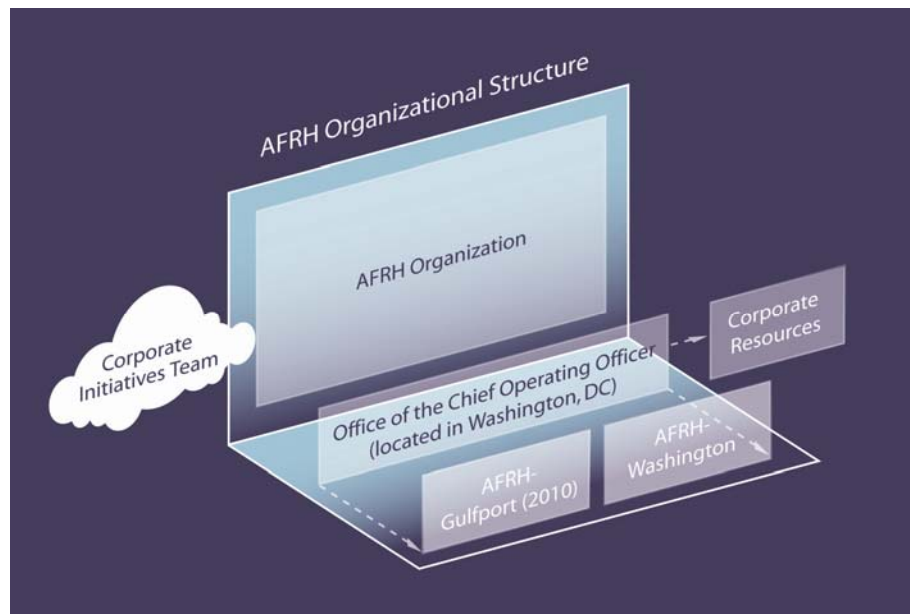 AFRH Organizational Structure
AFRH Organization
Corporate
Initiatives Team
Office of the Chief Operating Officer
(located in Washington, DC)
Corporate
Resources
AFRH-
Gulfport (2010)
AFRH-
Washington